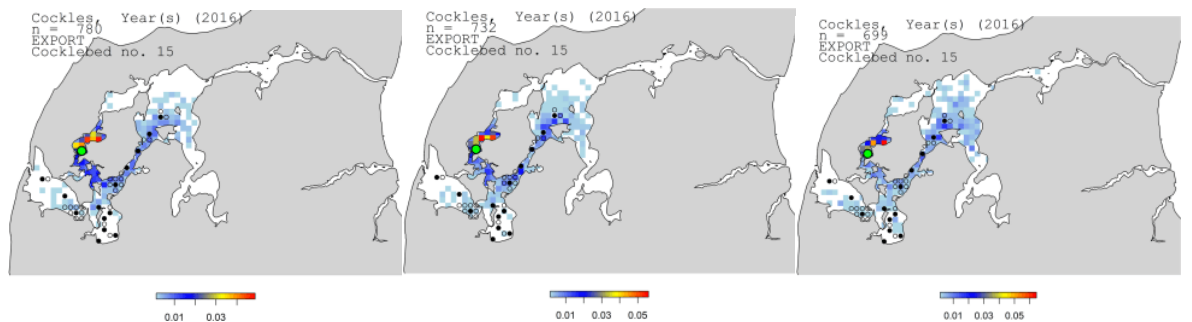 Cockles, Year(s) (2016)
n = 780
EXPORT
Cocklebed no. 15
0.01 0.03
Cockles, Year(s) (2016)
n = 732
EXPORT
Cocklebed no. 15
0.01 0.03 0.05
Cockles, Year(s) (2016)
n = 699
EXPORT
Cocklebed no. 15
0.01 0.03 0.05